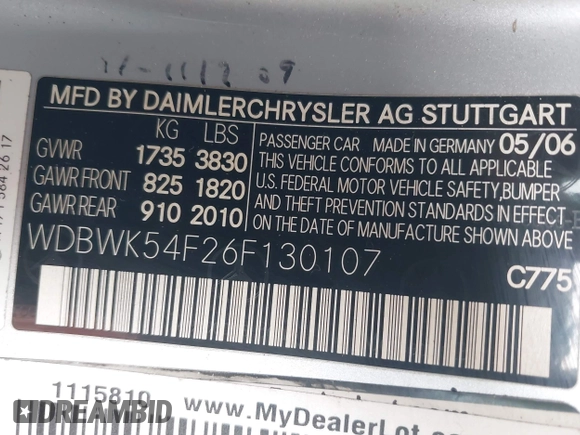 MFD BY DAIMLERCHRYSLER AG STUTTGART
KG LBS
GVWR 1735 3830
GAWR FRONT 825 1820
GAWR REAR 910 2010
PASSENGER CAR MADE IN GERMANY 05/06
THIS VEHICLE CONFORMS TO ALL APPLICABLE
U.S. FEDERAL MOTOR VEHICLE SAFETY, BUMPER
AND THEFT PREVENTION STANDARDS IN EFFECT
ON THE DATE OF MANUFACTURE SHOWN ABOVE.
WDBWK54F26F130107
C775
1115810
www.MyDealerLot.
DREAMBID